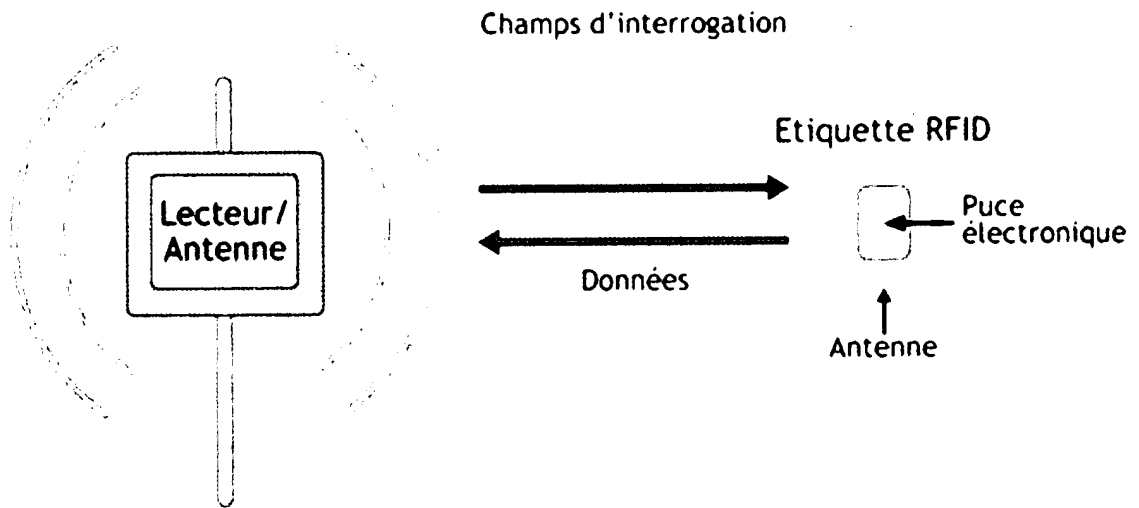 Champs d'interrogation
Etiquette RFID
Lecteur/
Antenne
Puce
électronique
Données
Antenne